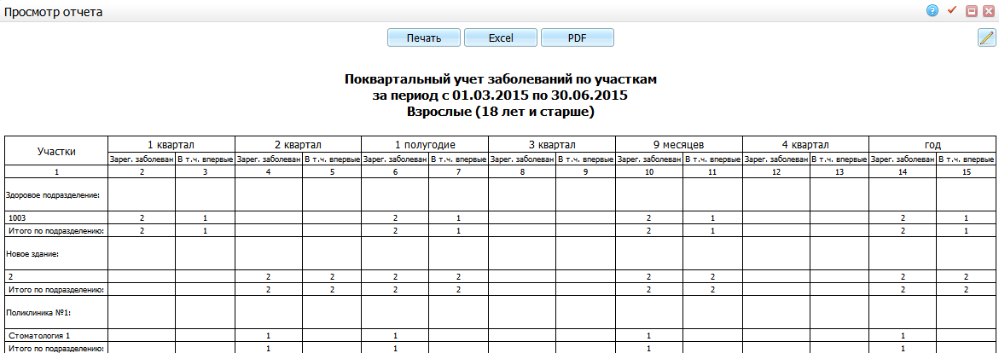 Просмотр отчета
Печать Excel PDF
Поквартальный учет заболеваний по участкам
за период с 01.03.2015 по 30.06.2015
Взрослые (18 лет и старше)
Участки 1 квартал 2 квартал 1 полугодие 3 квартал 9 месяцев 4 квартал год
Зарег. заболеван В т.ч. впервые Зарег. заболеван В т.ч. впервые Зарег. заболеван В т.ч. впервые Зарег. заболеван В т.ч. впервые Зарег. заболеван В т.ч. впервые Зарег. заболеван В т.ч. впервые Зарег. заболеван В т.ч. впервые
1 2 3 4 5 6 7 8 9 10 11 12 13 14 15
Здоровое подразделение:
1003 2 1 2 1 2 1 2 1
Итого по подразделению: 2 1 2 1 2 1 2 1
Новое здание:
2 2 2 2 2 2 2 2 2
Итого по подразделению: 2 2 2 2 2 2 2 2
Поликлиника №1:
Стоматология 1 1 1 1 1
Итого по подразделению: 1 1 1 1